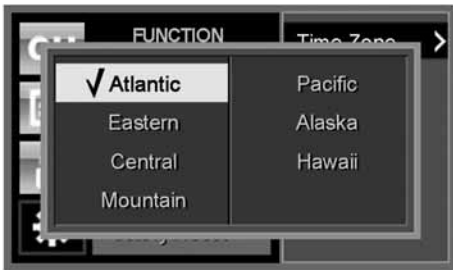 FUNCTION
Time Zone
√ Atlantic
Eastern
Central
Mountain
Pacific
Alaska
Hawaii